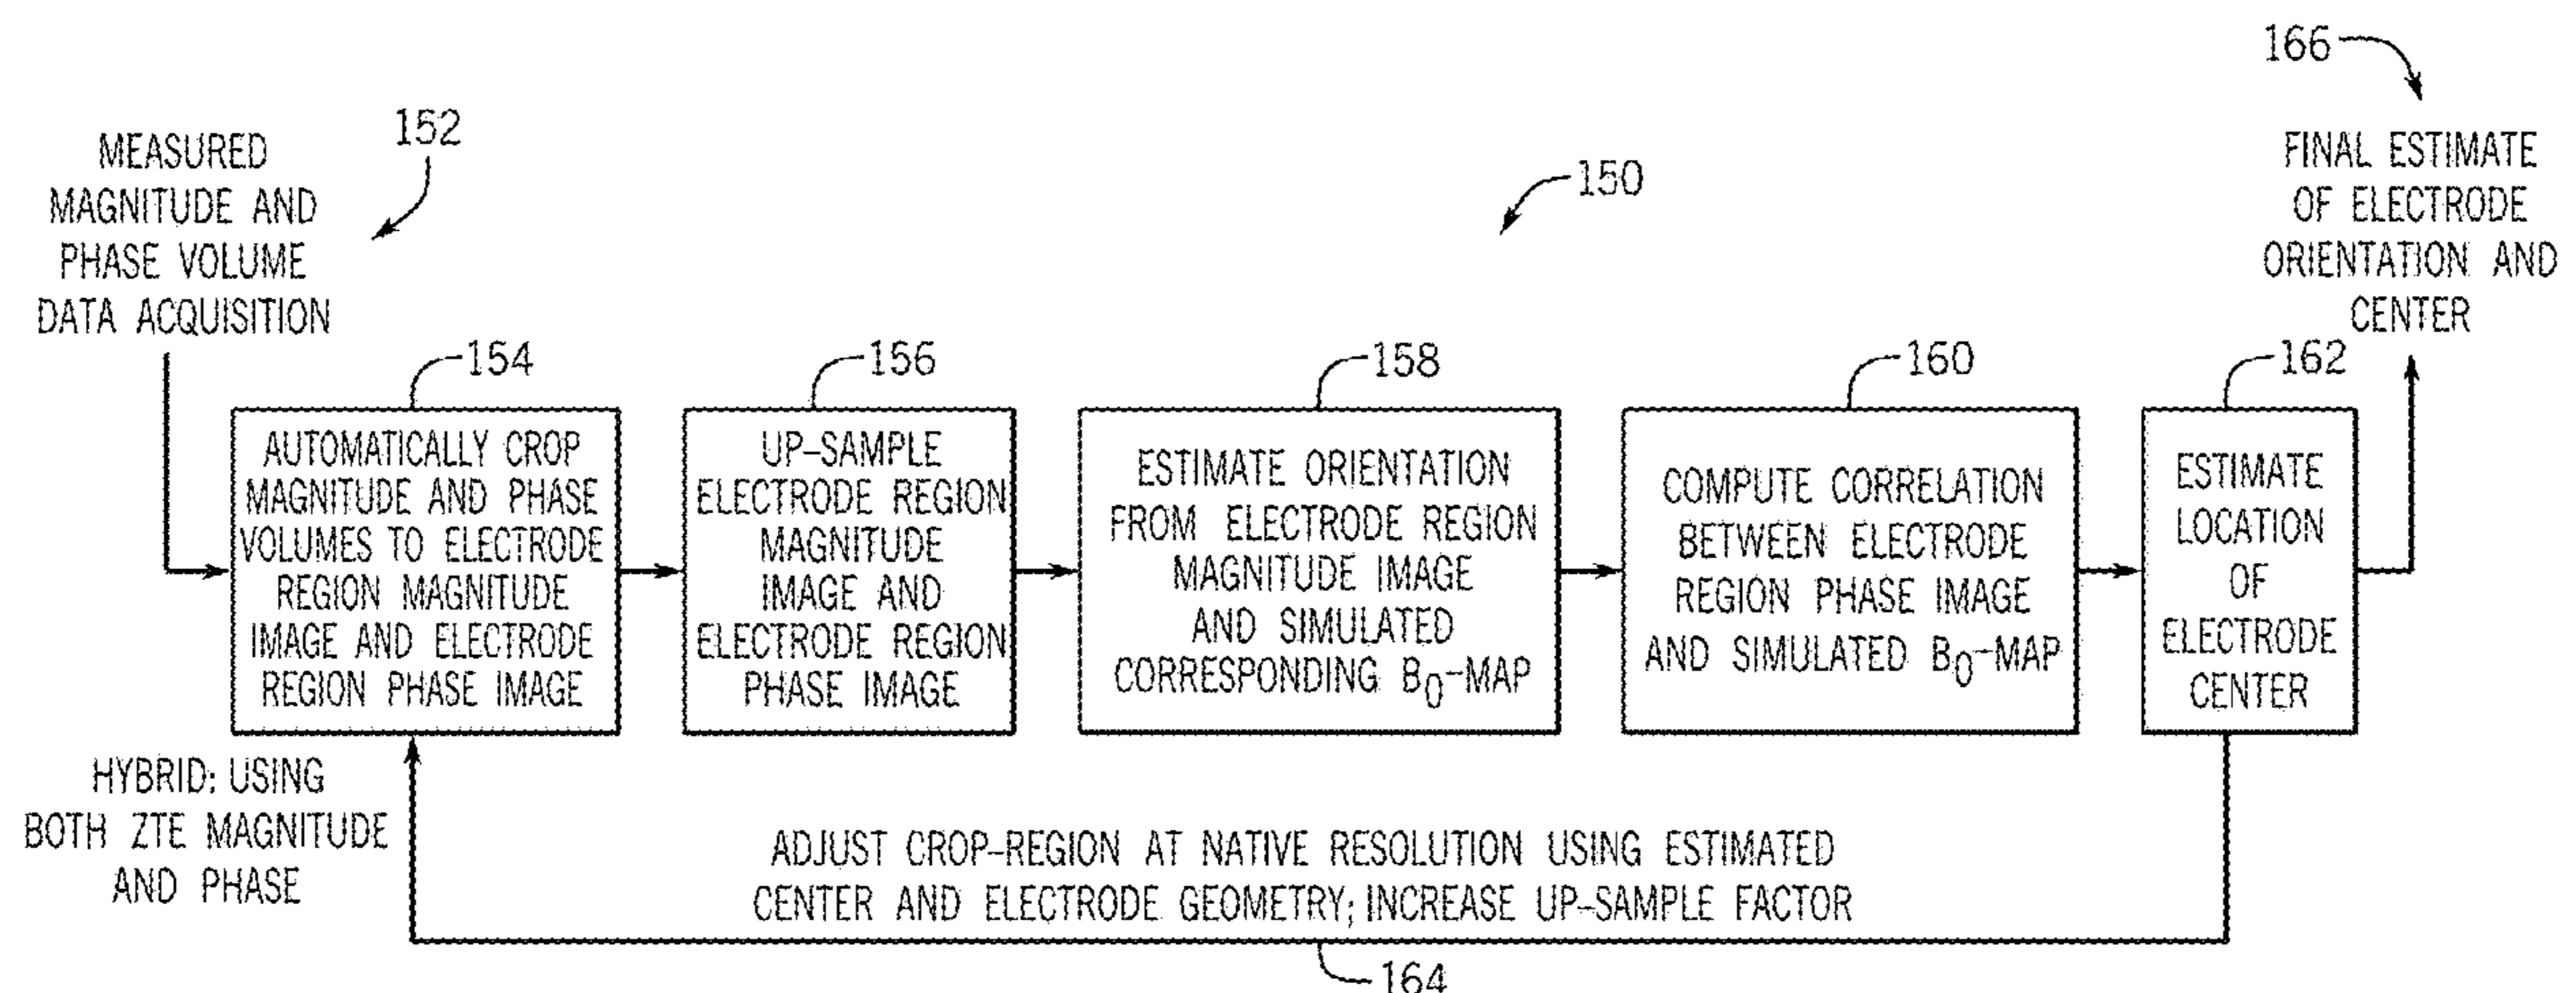 MEASURED
MAGNITUDE AND
PHASE VOLUME
DATA ACQUISITION
152
150
166
FINAL ESTIMATE
OF ELECTRODE
ORIENTATION AND
CENTER
154
AUTOMATICALLY CROP
MAGNITUDE AND PHASE
VOLUMES TO ELECTRODE
REGION MAGNITUDE
IMAGE AND ELECTRODE
REGION PHASE IMAGE
156
UP-SAMPLE
ELECTRODE REGION
MAGNITUDE
IMAGE AND
ELECTRODE REGION
PHASE IMAGE
158
ESTIMATE ORIENTATION
FROM ELECTRODE REGION
MAGNITUDE IMAGE
AND SIMULATED
CORRESPONDING B0-MAP
160
COMPUTE CORRELATION
BETWEEN ELECTRODE
REGION PHASE IMAGE
AND SIMULATED B0-MAP
162
ESTIMATE
LOCATION
OF
ELECTRODE
CENTER
HYBRID: USING
BOTH ZTE MAGNITUDE
AND PHASE
ADJUST CROP-REGION AT NATIVE RESOLUTION USING ESTIMATED
CENTER AND ELECTRODE GEOMETRY; INCREASE UP-SAMPLE FACTOR
164